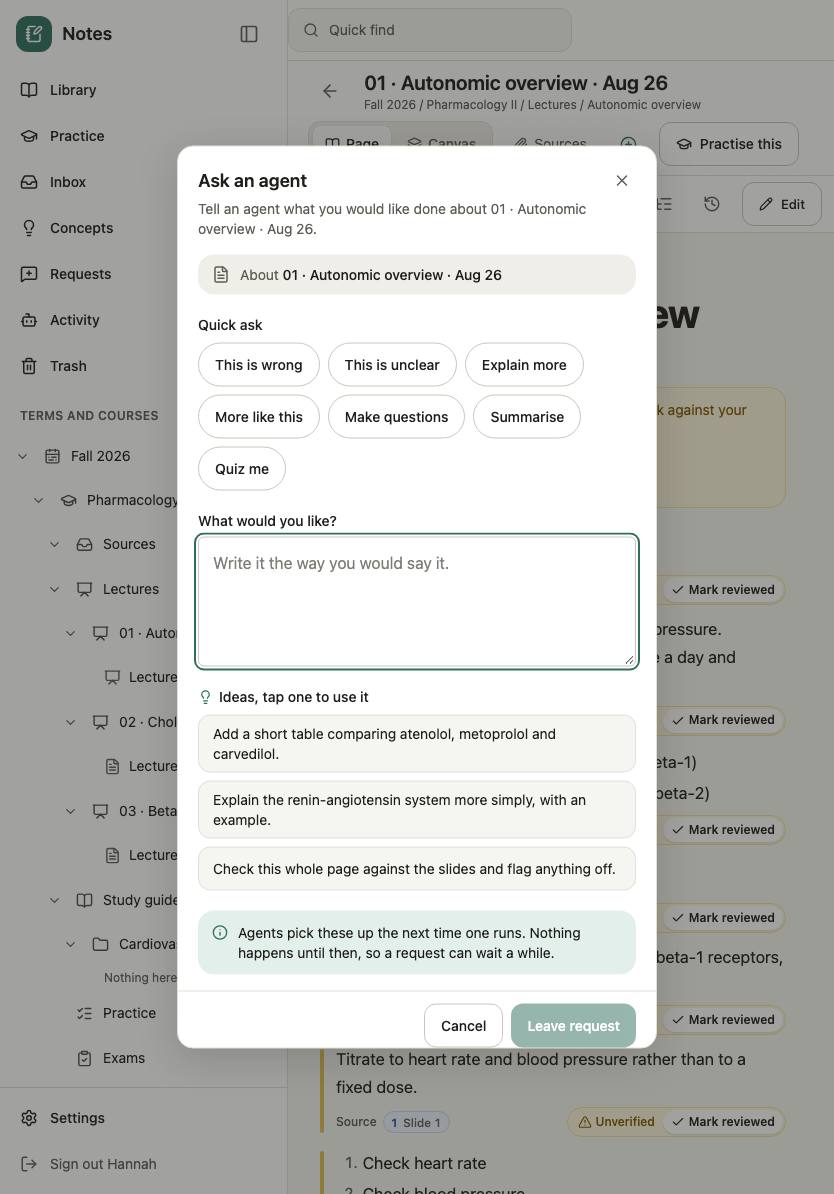 Notes
Quick find
Library
Practice
Inbox
Concepts
Requests
Activity
Trash
TERMS AND COURSES
Fall 2026
Pharmacology
Sources
Lectures
01 · Auto
Lecture
02 · Chol
Lecture
03 · Beta
Lecture
Study guide
Cardiova
Nothing here
Practice
Exams
Settings
Sign out Hannah
01 · Autonomic overview · Aug 26
Fall 2026 / Pharmacology II / Lectures / Autonomic overview
Page
Canvas
Sources
Practise this
Edit
ew
k against your
Mark reviewed
pressure.
e a day and
Mark reviewed
eta-1)
beta-2)
Mark reviewed
Mark reviewed
beta-1 receptors,
Mark reviewed
Titrate to heart rate and blood pressure rather than to a
fixed dose.
Source 1 Slide 1 Unverified Mark reviewed
1. Check heart rate
2. Check blood pressure
Ask an agent
Tell an agent what you would like done about 01 · Autonomic
overview · Aug 26.
About 01 · Autonomic overview · Aug 26
Quick ask
This is wrong
This is unclear
Explain more
More like this
Make questions
Summarise
Quiz me
What would you like?
Write it the way you would say it.
Ideas, tap one to use it
Add a short table comparing atenolol, metoprolol and
carvedilol.
Explain the renin-angiotensin system more simply, with an
example.
Check this whole page against the slides and flag anything off.
Agents pick these up the next time one runs. Nothing
happens until then, so a request can wait a while.
Cancel
Leave request